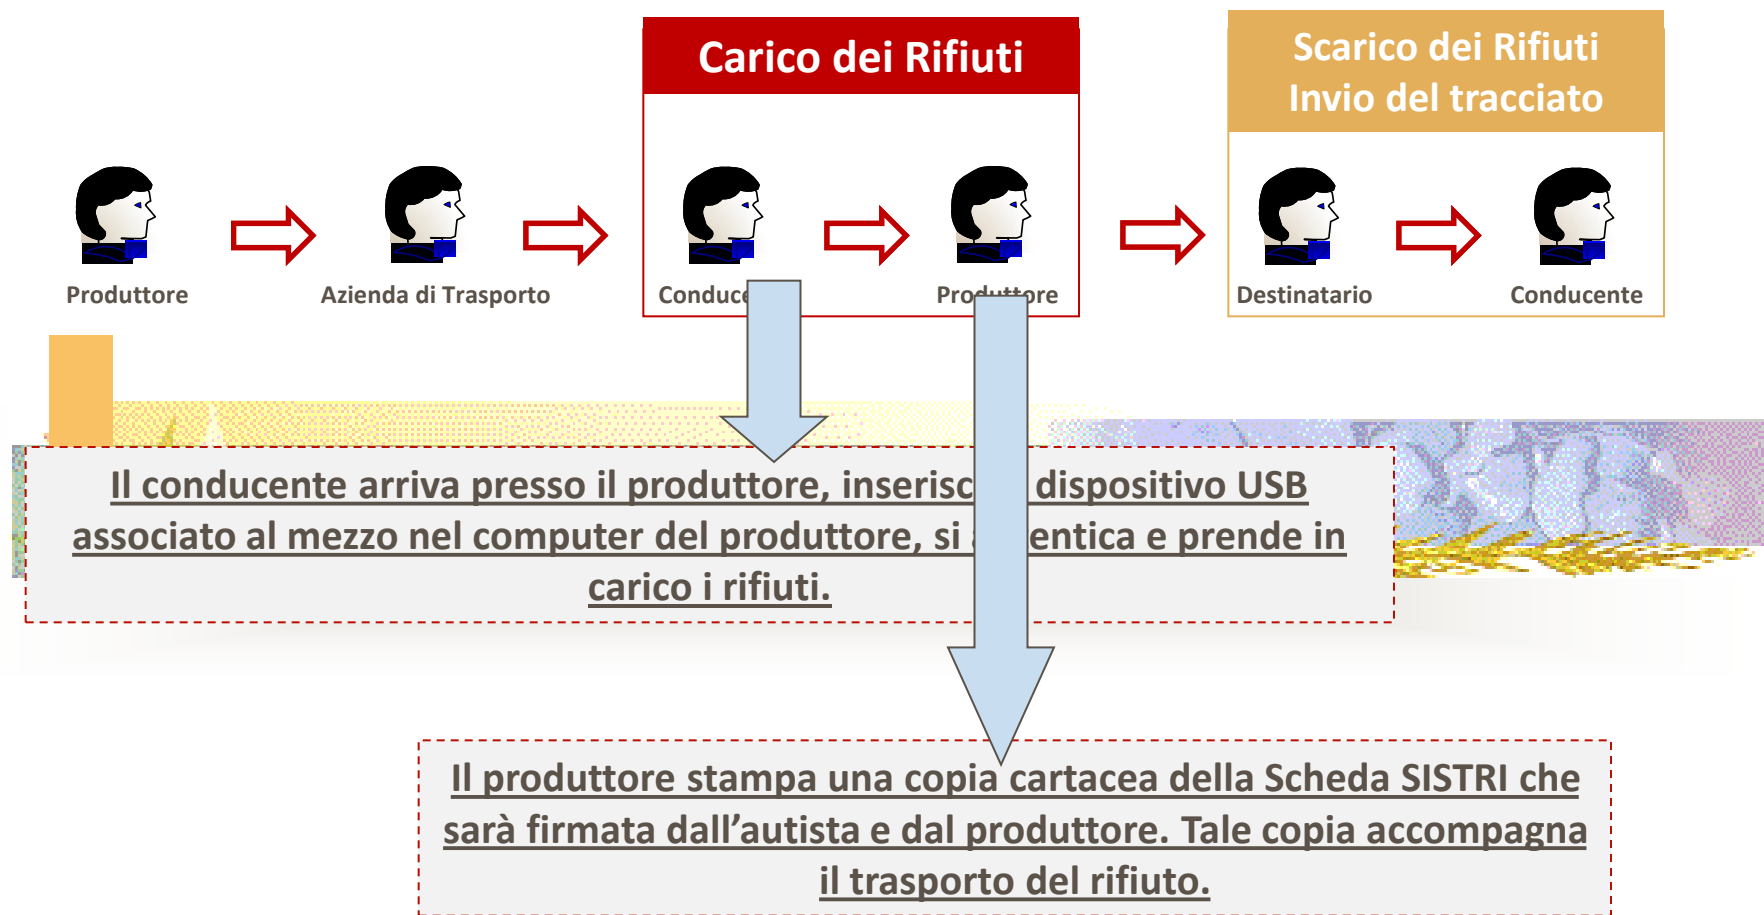 Carico dei Rifiuti
Scarico dei Rifiuti
Invio del tracciato
Produttore
Azienda di Trasporto
Conduce
Produttore
Destinatario
Conducente
Il conducente arriva presso il produttore, inserisc dispositivo USB
associato al mezzo nel computer del produttore, si a entica e prende in
carico i rifiuti.
Il produttore stampa una copia cartacea della Scheda SISTRI che
sarà firmata dall’autista e dal produttore. Tale copia accompagna
il trasporto del rifiuto.